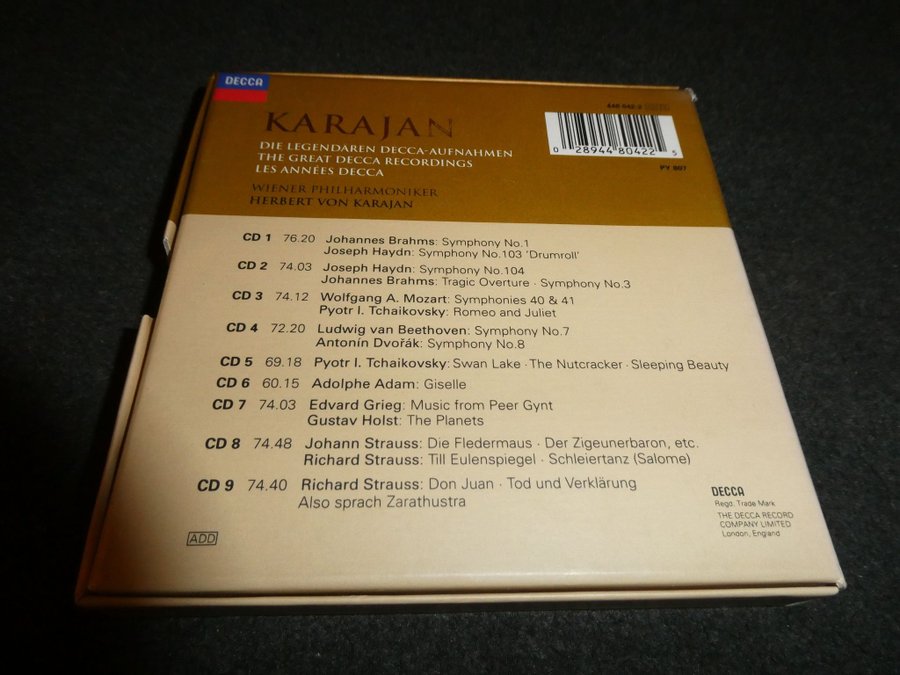 DECCA
KARAJAN
DIE LEGENDÄREN DECCA-AUFNAHMEN
THE GREAT DECCA RECORDINGS
LES ANNÉES DECCA
WIENER PHILHARMONIKER
HERBERT VON KARAJAN
448 042-2
0 28944 80422 5
PY 807
CD 1 76.20 Johannes Brahms: Symphony No.1
Joseph Haydn: Symphony No.103 'Drumroll'
CD 2 74.03 Joseph Haydn: Symphony No.104
Johannes Brahms: Tragic Overture · Symphony No.3
CD 3 74.12 Wolfgang A. Mozart: Symphonies 40 & 41
Pyotr I. Tchaikovsky: Romeo and Juliet
CD 4 72.20 Ludwig van Beethoven: Symphony No.7
Antonín Dvořák: Symphony No.8
CD 5 69.18 Pyotr I. Tchaikovsky: Swan Lake · The Nutcracker · Sleeping Beauty
CD 6 60.15 Adolphe Adam: Giselle
CD 7 74.03 Edvard Grieg: Music from Peer Gynt
Gustav Holst: The Planets
CD 8 74.48 Johann Strauss: Die Fledermaus · Der Zigeunerbaron, etc.
Richard Strauss: Till Eulenspiegel · Schleiertanz (Salome)
CD 9 74.40 Richard Strauss: Don Juan · Tod und Verklärung
Also sprach Zarathustra
ADD
DECCA
Regd. Trade Mark
THE DECCA RECORD
COMPANY LIMITED
London, England